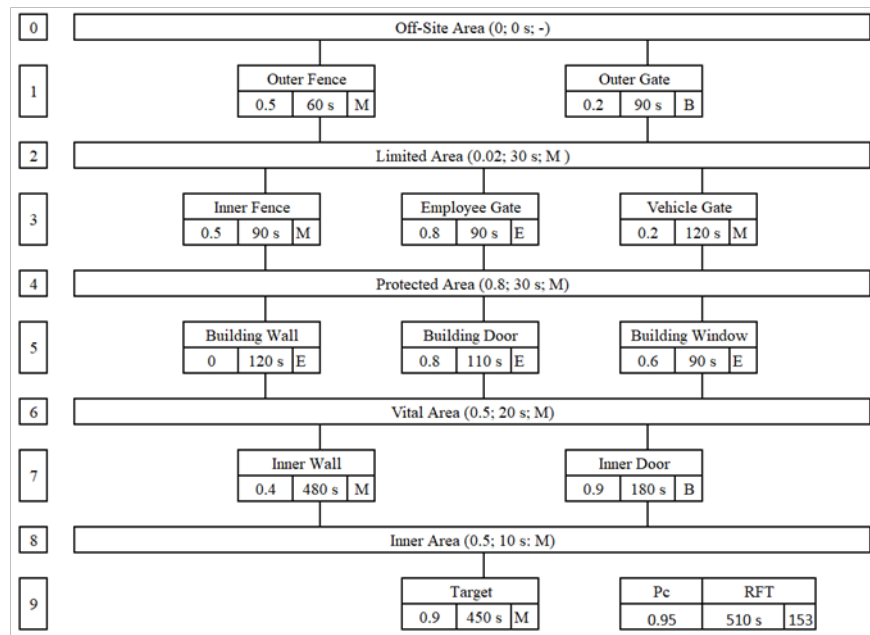 0 Off-Site Area (0; 0 s; -)
Outer Fence Outer Gate
1 0.5 60 s M 0.2 90 s B
2 Limited Area (0.02; 30 s; M )
Inner Fence Employee Gate Vehicle Gate
3 0.5 90 s M 0.8 90 s E 0.2 120 s M
4 Protected Area (0.8; 30 s; M)
Building Wall Building Door Building Window
5 0 120 s E 0.8 110 s E 0.6 90 s E
6 Vital Area (0.5; 20 s; M)
Inner Wall Inner Door
7 0.4 480 s M 0.9 180 s B
8 Inner Area (0.5; 10 s: M)
Target Pc RFT
9 0.9 450 s M 0.95 510 s 153